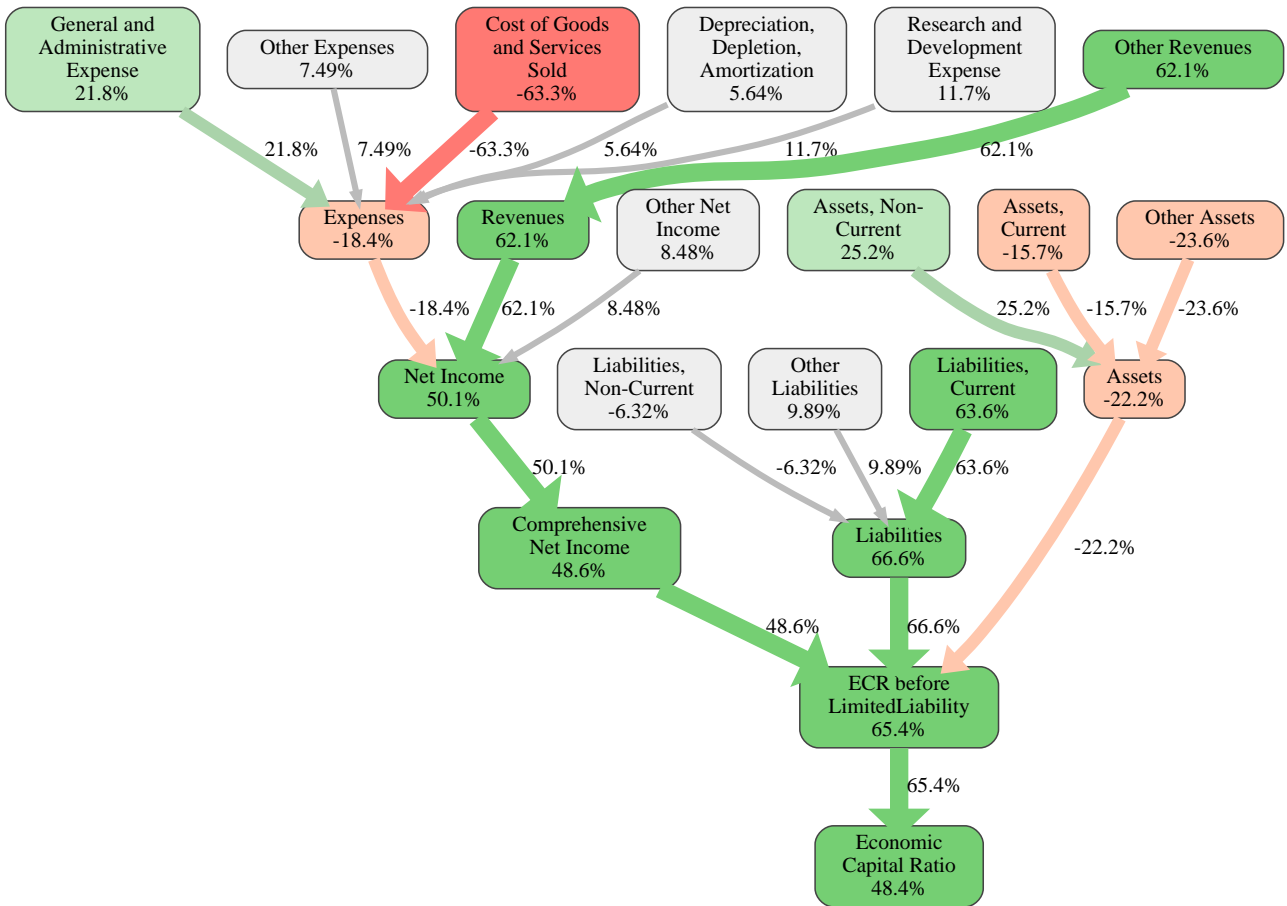 General and
Administrative
Expense
21.8%
Other Expenses
7.49%
Cost of Goods
and Services
Sold
-63.3%
Depreciation,
Depletion,
Amortization
5.64%
Research and
Development
Expense
11.7%
Other Revenues
62.1%
21.8%
7.49%
-63.3%
5.64%
11.7%
62.1%
Expenses
-18.4%
Revenues
62.1%
Other Net
Income
8.48%
Assets, Non-
Current
25.2%
Assets,
Current
-15.7%
Other Assets
-23.6%
-18.4%
62.1%
8.48%
25.2%
-15.7%
-23.6%
Net Income
50.1%
Liabilities,
Non-Current
-6.32%
Other
Liabilities
9.89%
Liabilities,
Current
63.6%
Assets
-22.2%
50.1%
-6.32%
9.89%
63.6%
-22.2%
Comprehensive
Net Income
48.6%
Liabilities
66.6%
48.6%
66.6%
ECR before
LimitedLiability
65.4%
65.4%
Economic
Capital Ratio
48.4%